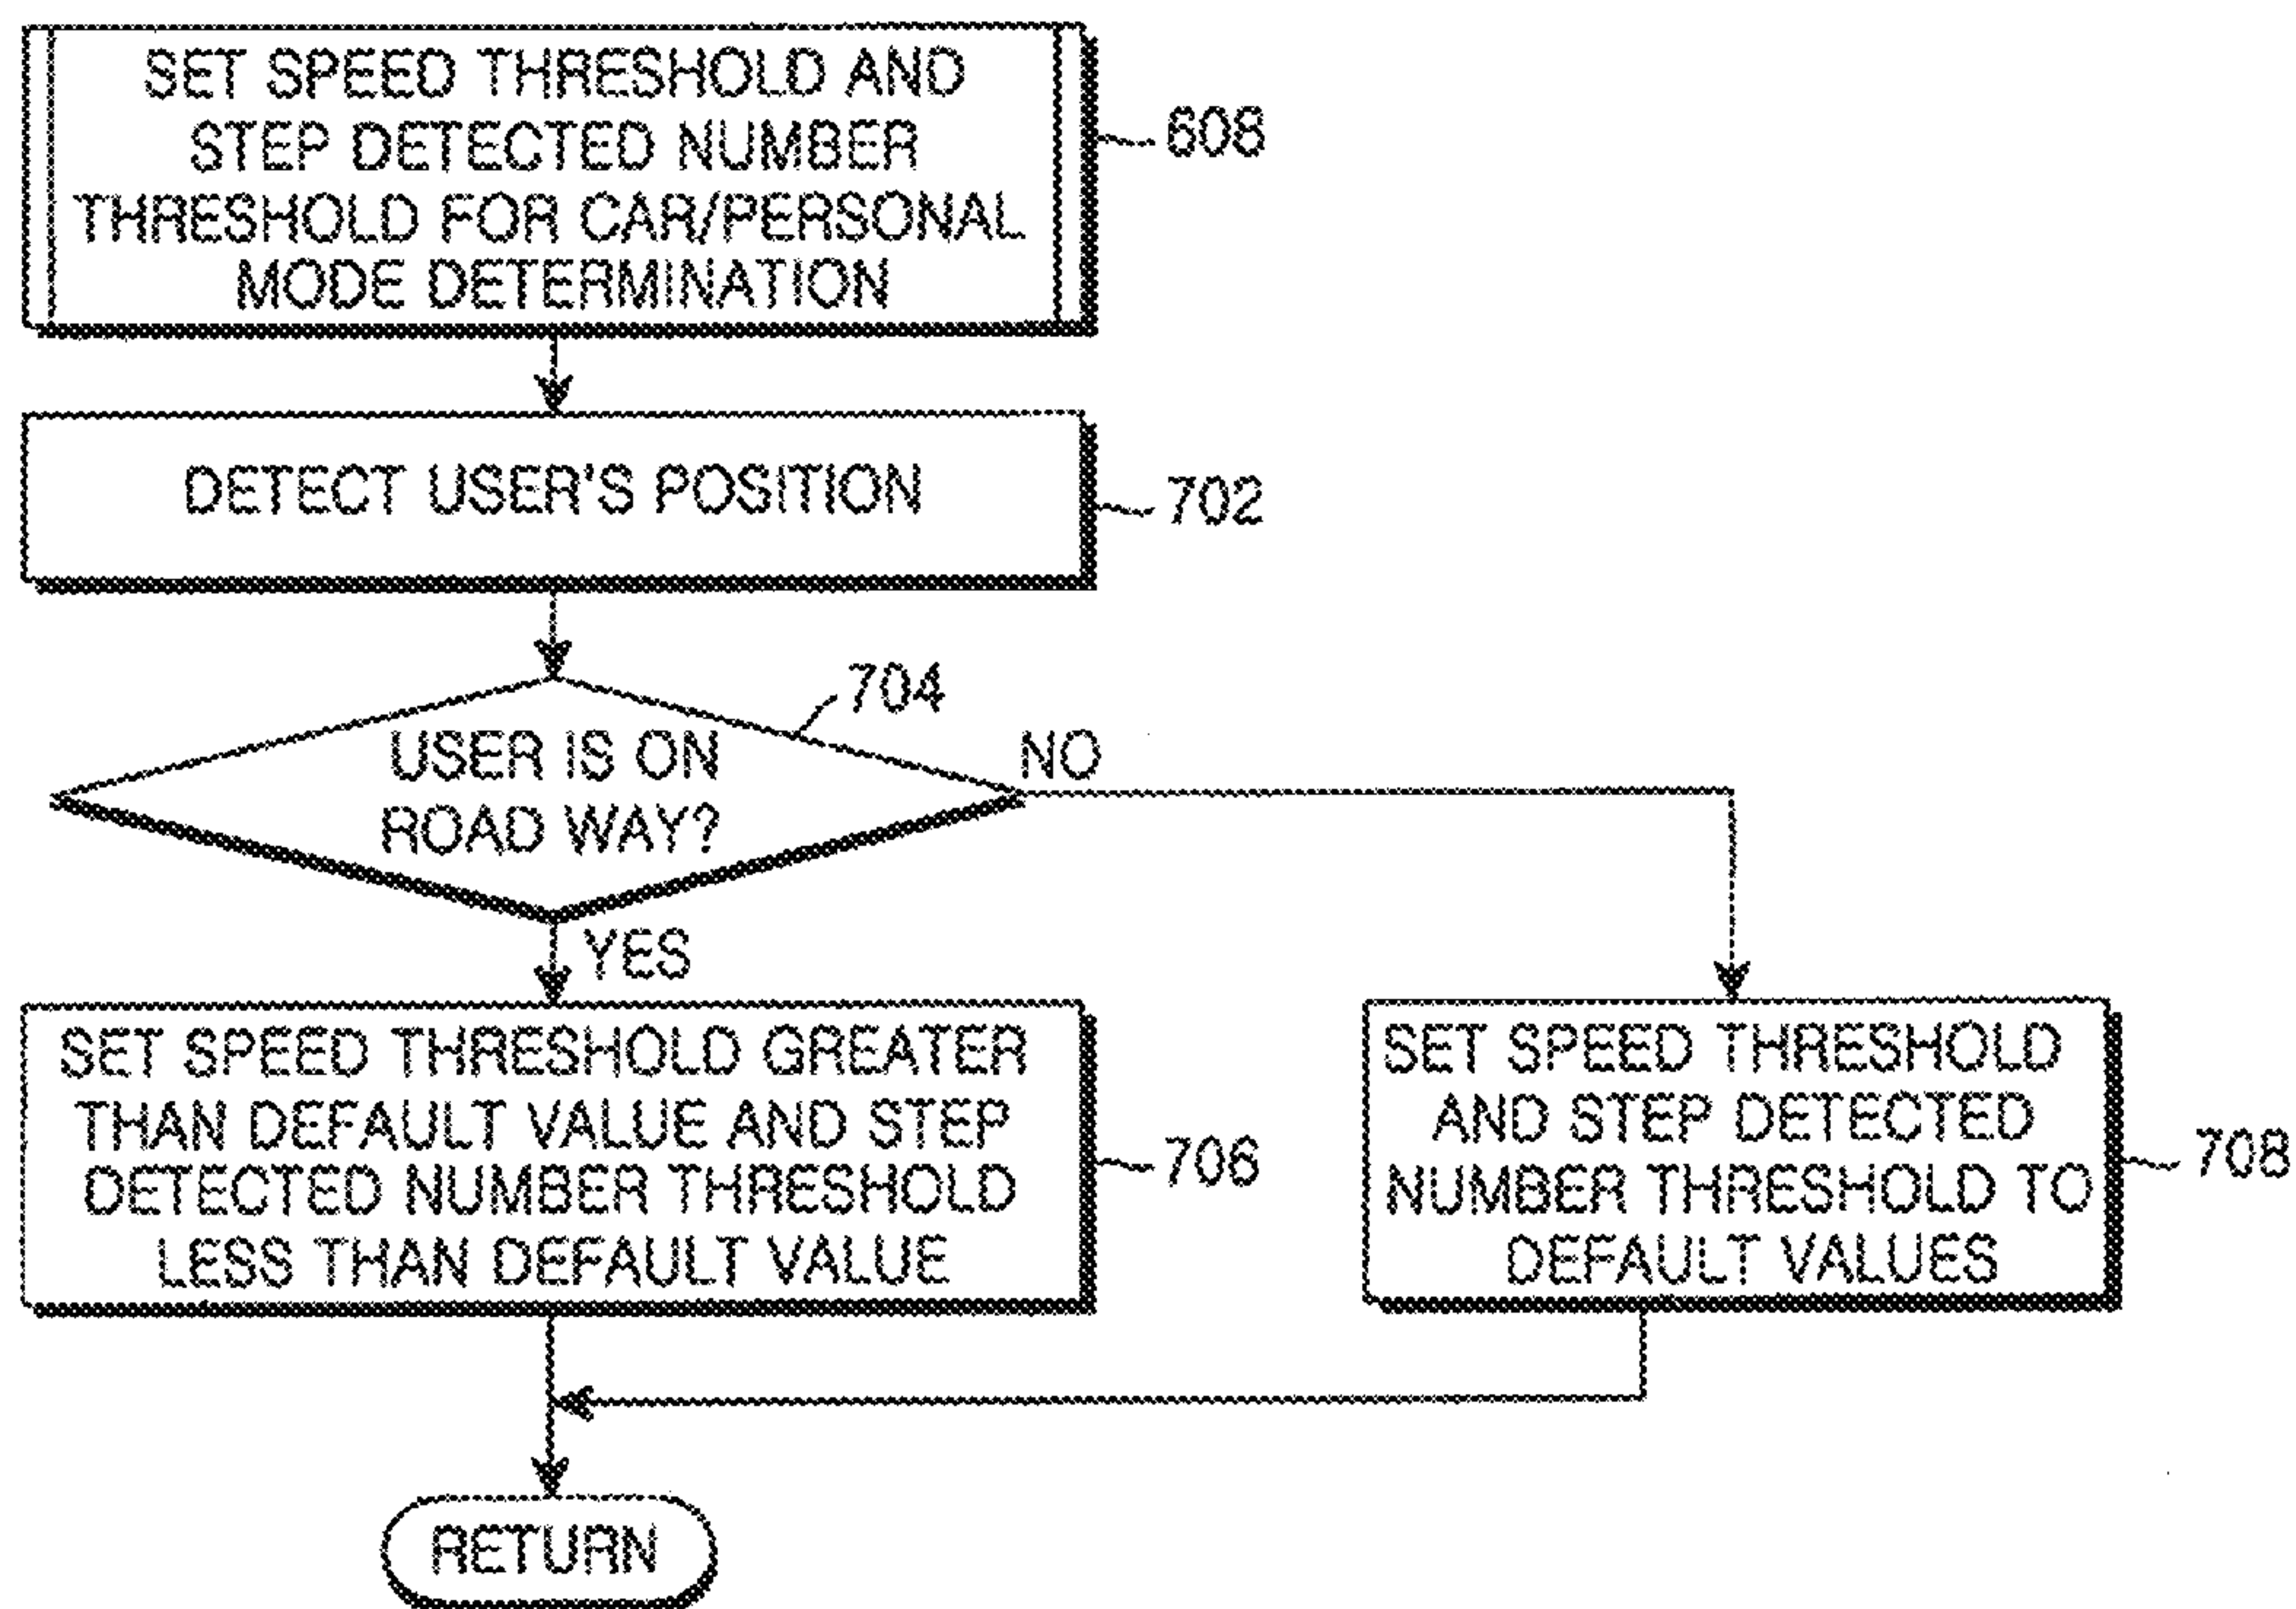 SET SPEED THRESHOLD AND
STEP DETECTED NUMBER
THRESHOLD FOR CAR/PERSONAL
MODE DETERMINATION
608
DETECT USER'S POSITION
702
704
USER IS ON
ROAD WAY?
NO
YES
SET SPEED THRESHOLD GREATER
THAN DEFAULT VALUE AND STEP
DETECTED NUMBER THRESHOLD
LESS THAN DEFAULT VALUE
706
SET SPEED THRESHOLD
AND STEP DETECTED
NUMBER THRESHOLD TO
DEFAULT VALUES
708
RETURN